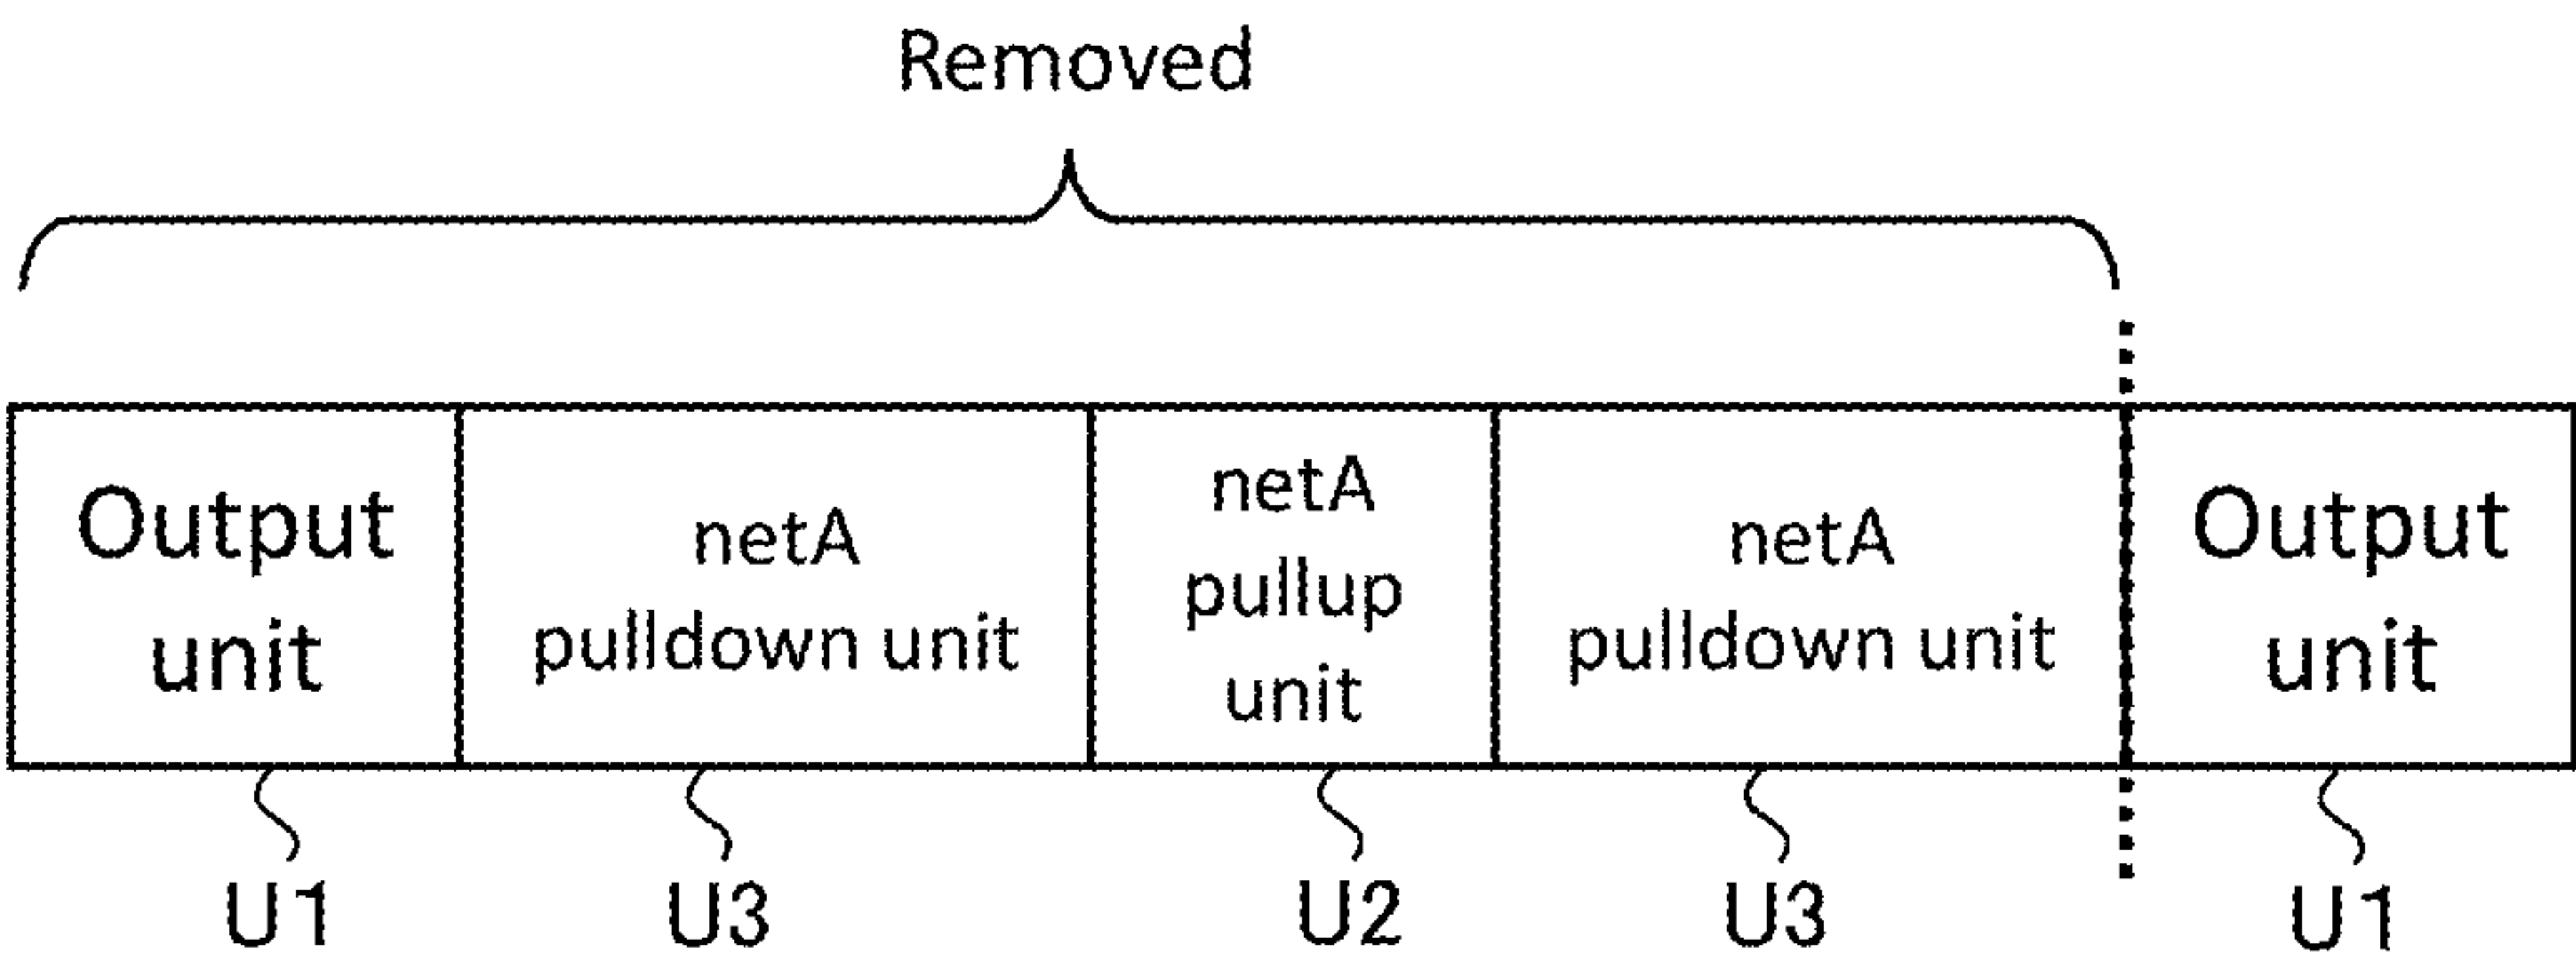 Removed
Output
unit
netA
pulldown unit
netA
pullup
unit
netA
pulldown unit
Output
unit
U1
U3
U2
U3
U1